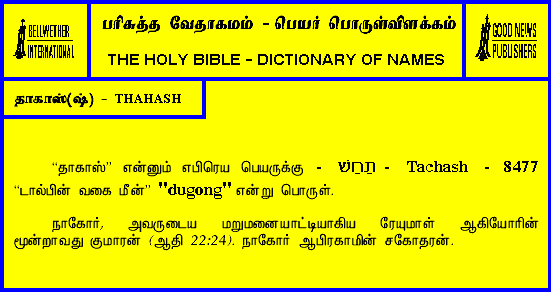 BELLWETHER
INTERNATIONAL
பரிசுத்த வேதாகமம் - பெயர் பொருள்விளக்கம்
THE HOLY BIBLE - DICTIONARY OF NAMES
GOOD NEWS
PUBLISHERS
தாகாஸ்(ஷ்) - THAHASH
“தாகாஸ்” என்னும் எபிரெய பெயருக்கு - תַּחַשׁ - Tachash - 8477
“டால்பின் வகை மீன்” "dugong" என்று பொருள்.
நாகோர், அவருடைய மறுமனையாட்டியாகிய ரேயுமாள் ஆகியோரின்
மூன்றாவது குமாரன் (ஆதி 22:24). நாகோர் ஆபிரகாமின் சகோதரன்.